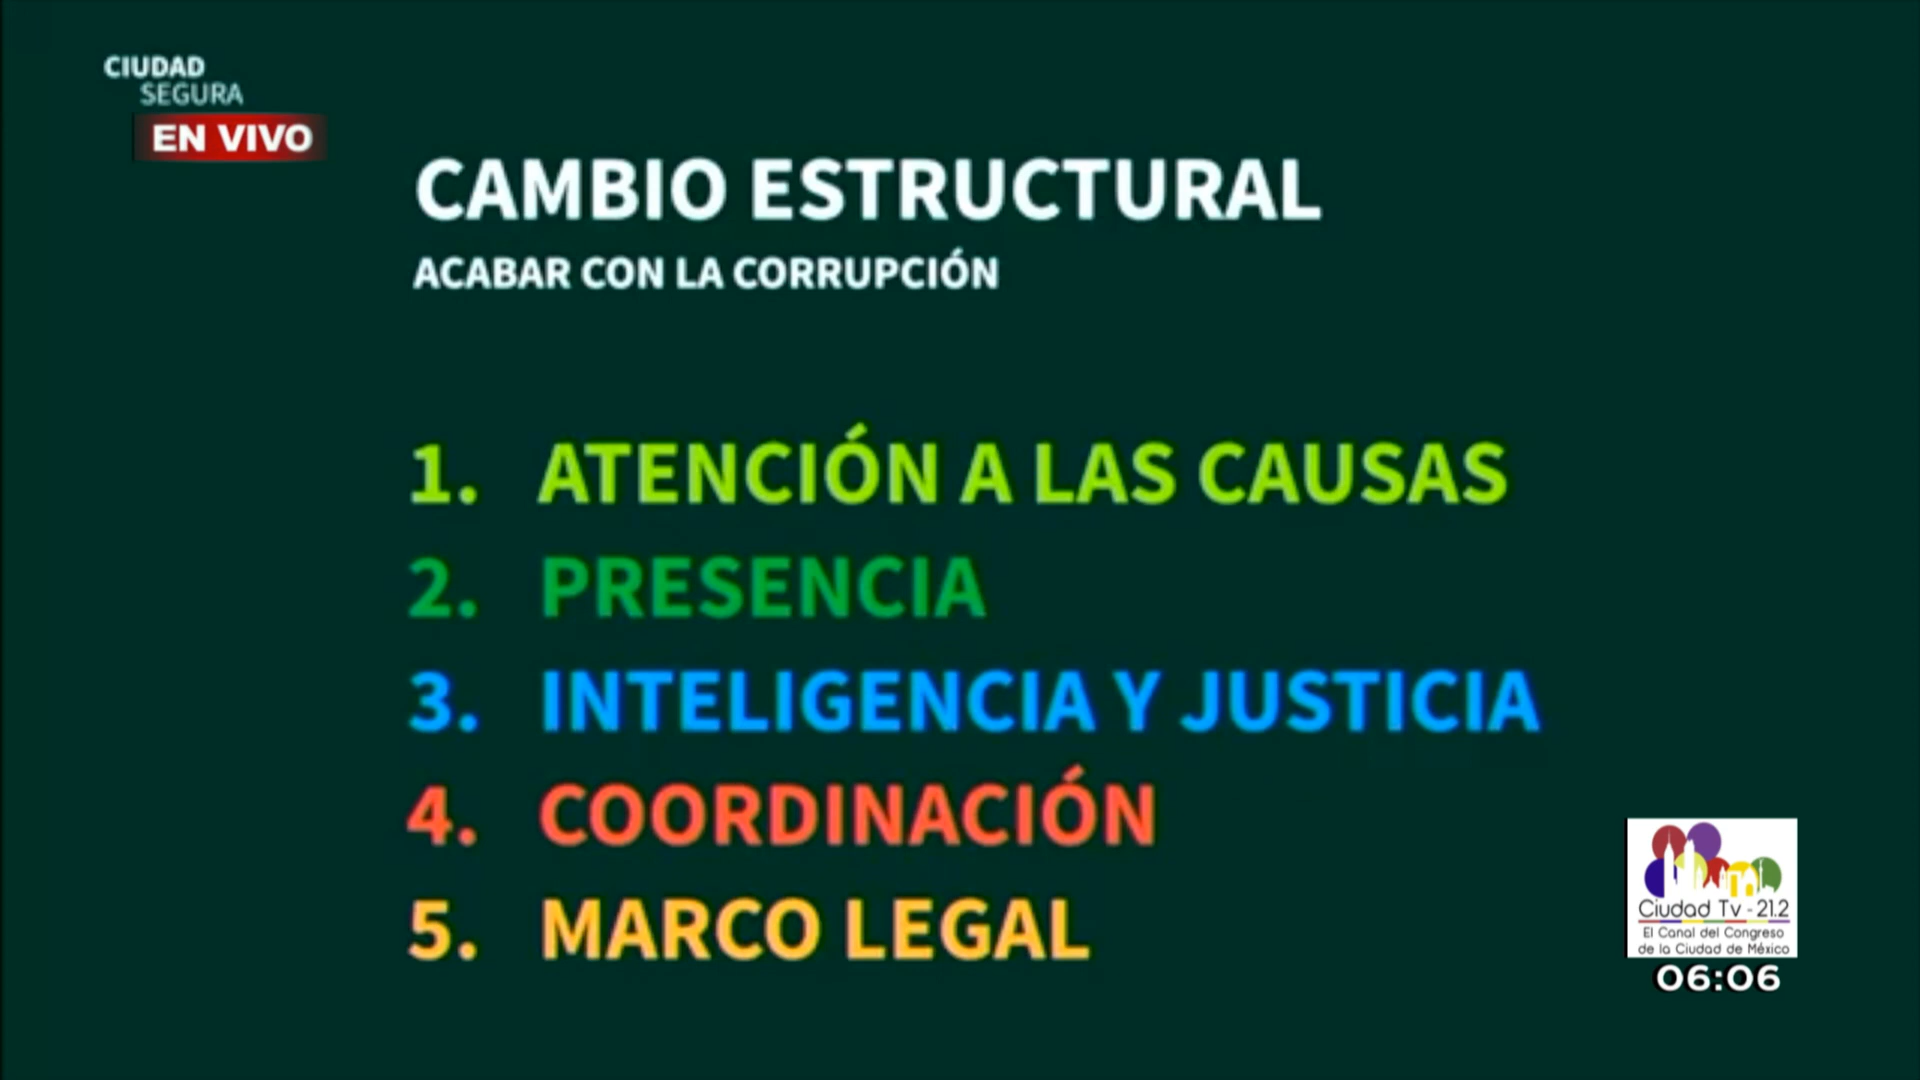 CIUDAD
SEGURA
EN VIVO
CAMBIO ESTRUCTURAL
ACABAR CON LA CORRUPCIÓN
1. ATENCIÓN A LAS CAUSAS
2. PRESENCIA
3. INTELIGENCIA Y JUSTICIA
4. COORDINACIÓN
5. MARCO LEGAL
Ciudad Tv - 21.2
El Canal del Congreso
de la Ciudad de México
06:06